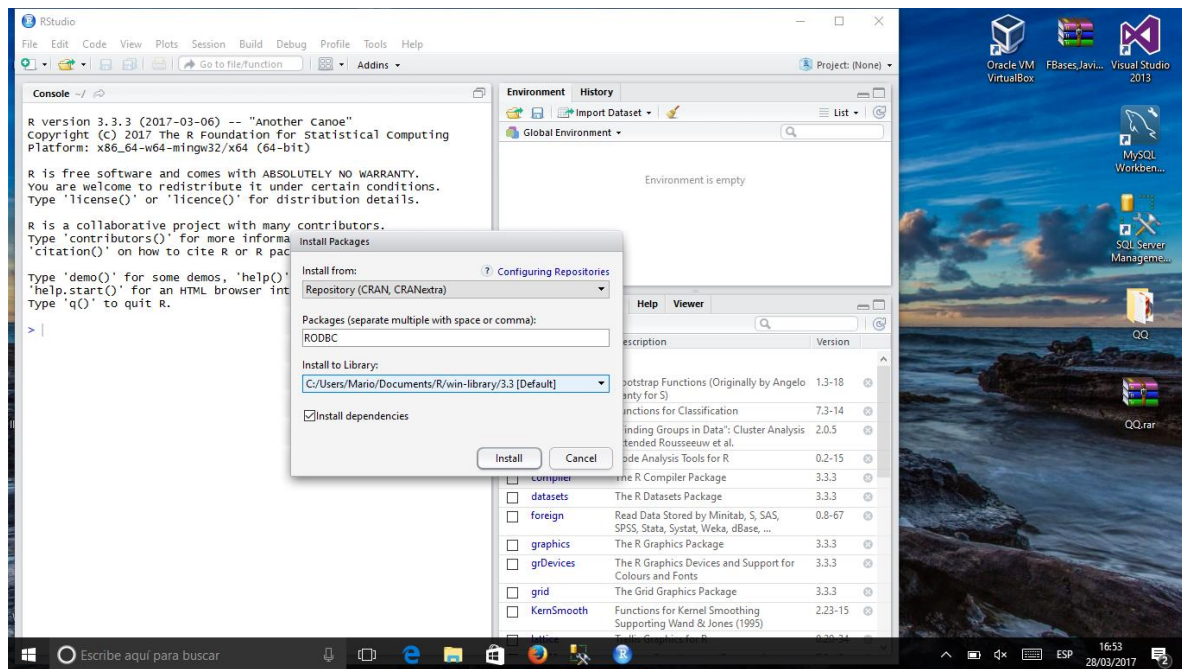 RStudio
File Edit Code View Plots Session Build Debug Profile Tools Help
Go to file/function
Addins
Project: (None)
Console ~/
R version 3.3.3 (2017-03-06) -- "Another Canoe"
Copyright (C) 2017 The R Foundation for Statistical Computing
Platform: x86_64-w64-mingw32/x64 (64-bit)
R is free software and comes with ABSOLUTELY NO WARRANTY.
You are welcome to redistribute it under certain conditions.
Type 'license()' or 'licence()' for distribution details.
R is a collaborative project with many contributors.
Type 'contributors()' for more informa
'citation()' on how to cite R or R pac
Type 'demo()' for some demos, 'help()'
'help.start()' for an HTML browser int
Type 'q()' to quit R.
>
Install Packages
Install from:
? Configuring Repositories
Repository (CRAN, CRANextra)
Packages (separate multiple with space or comma):
RODBC
Install to Library:
C:/Users/Mario/Documents/R/win-library/3.3 [Default]
Install dependencies
Install
Cancel
Environment History
Import Dataset
List
Global Environment
Environment is empty
Help Viewer
escription Version
ootstrap Functions (Originally by Angelo 1.3-18
anty for S)
unctions for Classification 7.3-14
inding Groups in Data": Cluster Analysis 2.0.5
tended Rousseeuw et al.
ode Analysis Tools for R 0.2-15
compiler The R Compiler Package 3.3.3
datasets The R Datasets Package 3.3.3
foreign Read Data Stored by Minitab, S, SAS, 0.8-67
SPSS, Stata, Systat, Weka, dBase, ...
graphics The R Graphics Package 3.3.3
grDevices The R Graphics Devices and Support for 3.3.3
Colours and Fonts
grid The Grid Graphics Package 3.3.3
KernSmooth Functions for Kernel Smoothing 2.23-15
Supporting Wand & Jones (1995)
lattice Trellis Graphics for R 0.20-34
Oracle VM
VirtualBox
FBases,Javi...
Visual Studio
2013
MySQL
Workben...
SQL Server
Manageme...
QQ
QQ.rar
Escribe aquí para buscar
ESP
16:53
28/03/2017
2